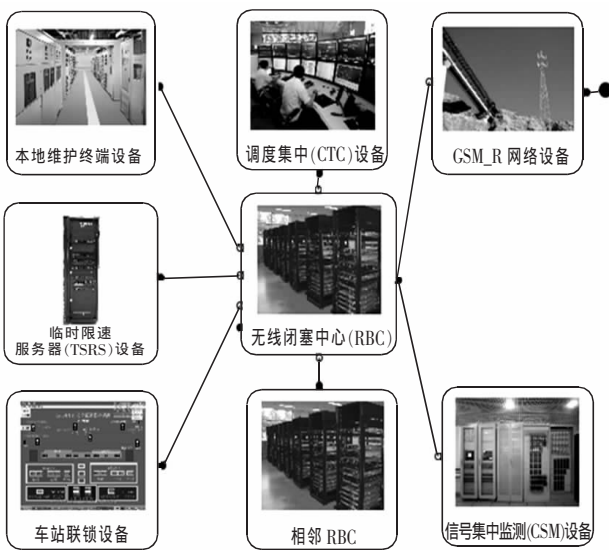 本地维护终端设备
调度集中(CTC)设备
GSM_R 网络设备
临时限速
服务器(TSRS)设备
无线闭塞中心(RBC)
车站联锁设备
相邻 RBC
信号集中监测(CSM)设备